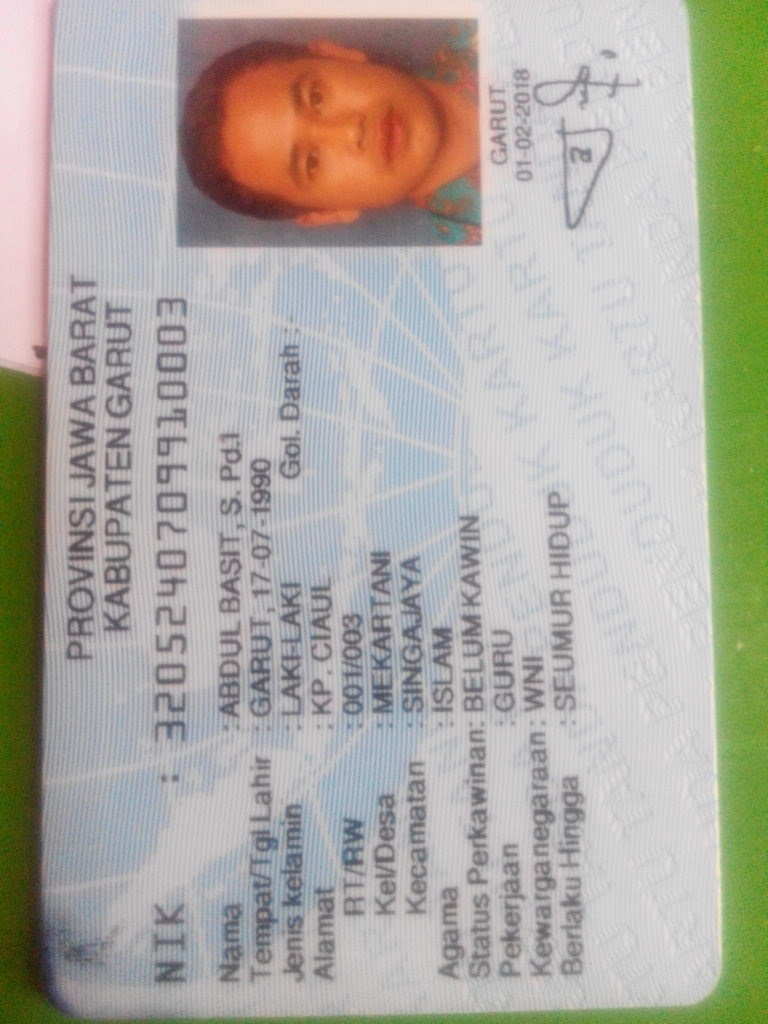 PROVINSI JAWA BARAT
KABUPATEN GARUT
NIK : 3205240709910003
Nama : ABDUL BASIT, S. Pd.I
Tempat/Tgl Lahir : GARUT, 17-07-1990
Jenis kelamin : LAKI-LAKI Gol. Darah : -
Alamat : KP. CIAUL
RT/RW : 001/003
Kel/Desa : MEKARTANI
Kecamatan : SINGAJAYA
Agama : ISLAM
Status Perkawinan: BELUM KAWIN
Pekerjaan : GURU
Kewarganegaraan: WNI
Berlaku Hingga : SEUMUR HIDUP
GARUT
01-02-2018